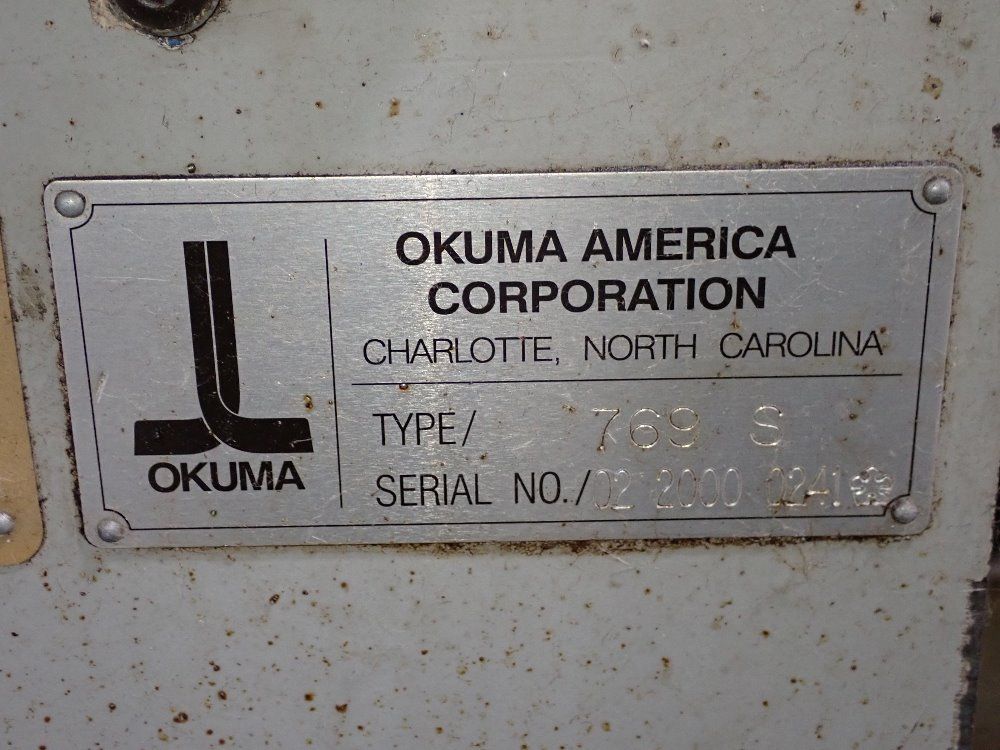 OKUMA
OKUMA AMERICA
CORPORATION
CHARLOTTE, NORTH CAROLINA
TYPE/ 769 S
SERIAL NO./ 02 2000 0241